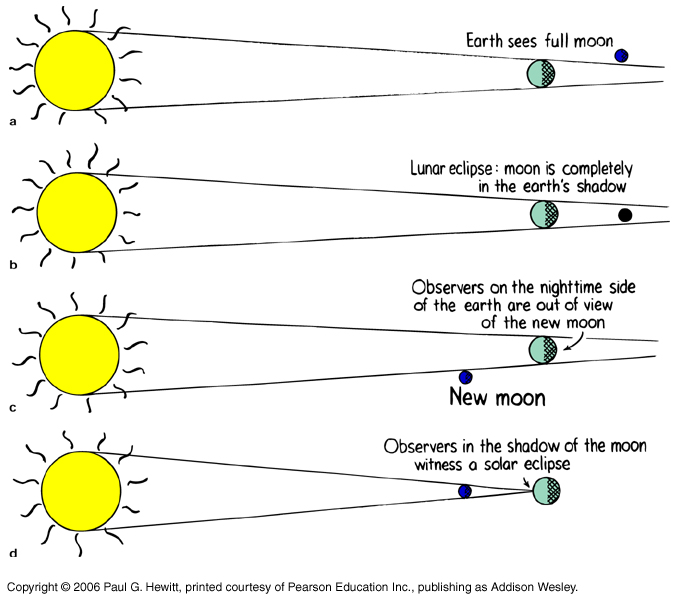 Earth sees full moon
a
Lunar eclipse: moon is completely
in the earth's shadow
b
Observers on the nighttime side
of the earth are out of view
of the new moon
New moon
c
Observers in the shadow of the moon
witness a solar eclipse
d
Copyright © 2006 Paul G. Hewitt, printed courtesy of Pearson Education Inc., publishing as Addison Wesley.